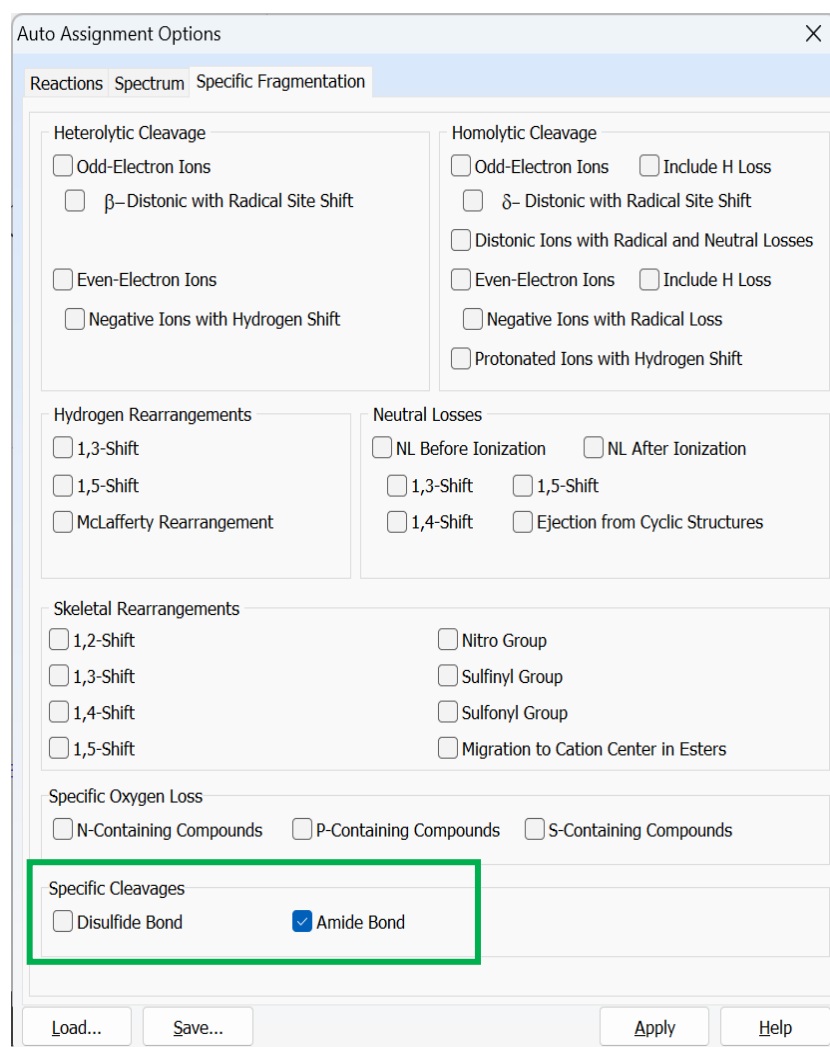 Auto Assignment Options
Reactions Spectrum Specific Fragmentation
Heterolytic Cleavage
Odd-Electron Ions
β–Distonic with Radical Site Shift
Even-Electron Ions
Negative Ions with Hydrogen Shift
Homolytic Cleavage
Odd-Electron Ions Include H Loss
δ– Distonic with Radical Site Shift
Distonic Ions with Radical and Neutral Losses
Even-Electron Ions Include H Loss
Negative Ions with Radical Loss
Protonated Ions with Hydrogen Shift
Hydrogen Rearrangements
1,3-Shift
1,5-Shift
McLafferty Rearrangement
Neutral Losses
NL Before Ionization NL After Ionization
1,3-Shift 1,5-Shift
1,4-Shift Ejection from Cyclic Structures
Skeletal Rearrangements
1,2-Shift Nitro Group
1,3-Shift Sulfinyl Group
1,4-Shift Sulfonyl Group
1,5-Shift Migration to Cation Center in Esters
Specific Oxygen Loss
N-Containing Compounds P-Containing Compounds S-Containing Compounds
Specific Cleavages
Disulfide Bond Amide Bond
Load... Save... Apply Help